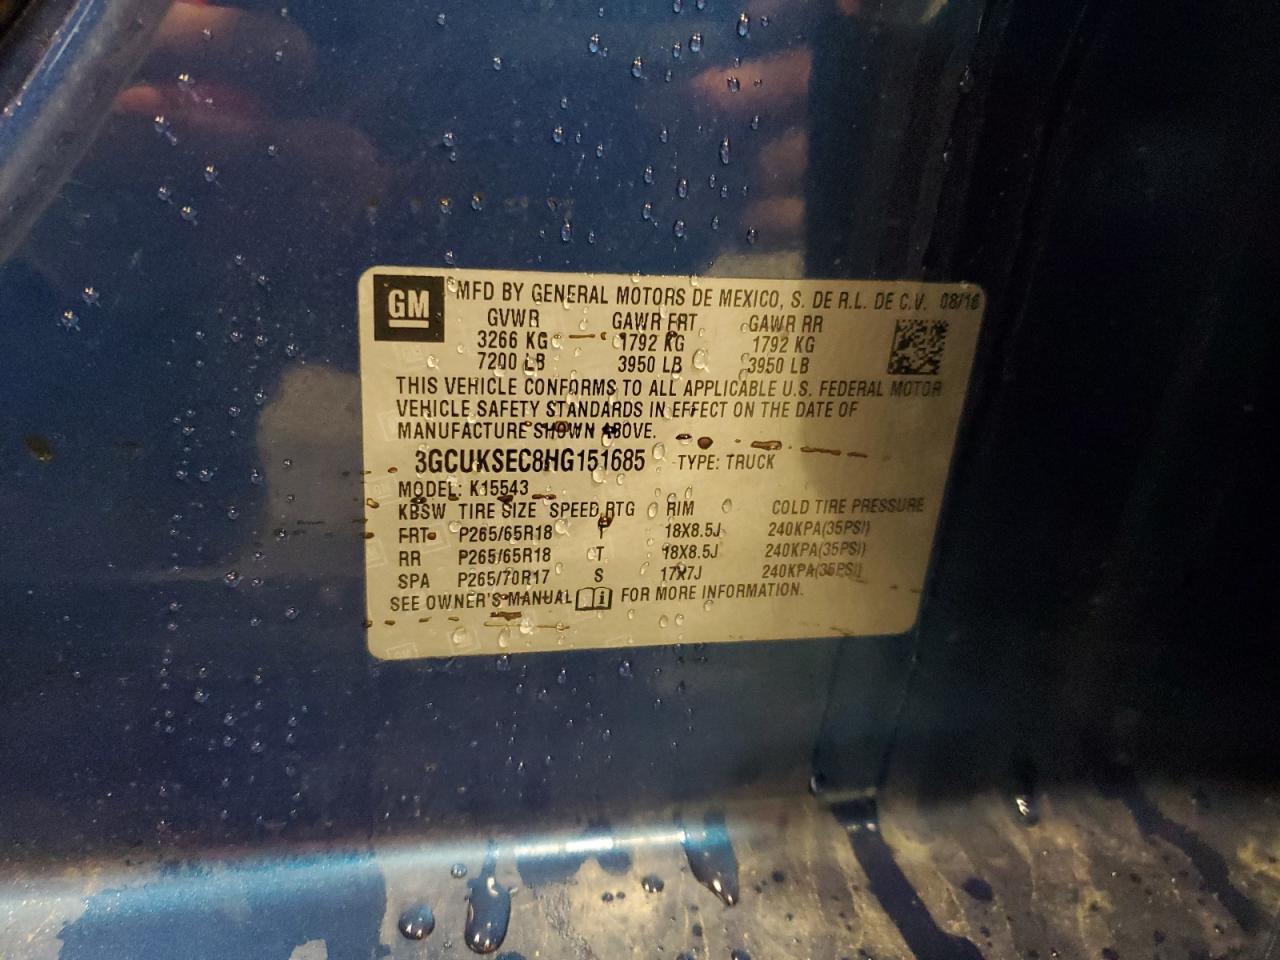 GM MFD BY GENERAL MOTORS DE MEXICO, S. DE R.L. DE C.V. 08/16
GVWR GAWR FRT GAWR RR
3266 KG 1792 KG 1792 KG
7200 LB 3950 LB 3950 LB
THIS VEHICLE CONFORMS TO ALL APPLICABLE U.S. FEDERAL MOTOR
VEHICLE SAFETY STANDARDS IN EFFECT ON THE DATE OF
MANUFACTURE SHOWN ABOVE.
3GCUKSEC8HG151685 TYPE: TRUCK
MODEL: K15543
KBSW TIRE SIZE SPEED RTG RIM COLD TIRE PRESSURE
FRT P265/65R18 T 18X8.5J 240KPA(35PSI)
RR P265/65R18 T 18X8.5J 240KPA(35PSI)
SPA P265/70R17 S 17X7J 240KPA(35PSI)
SEE OWNER'S MANUAL i FOR MORE INFORMATION.